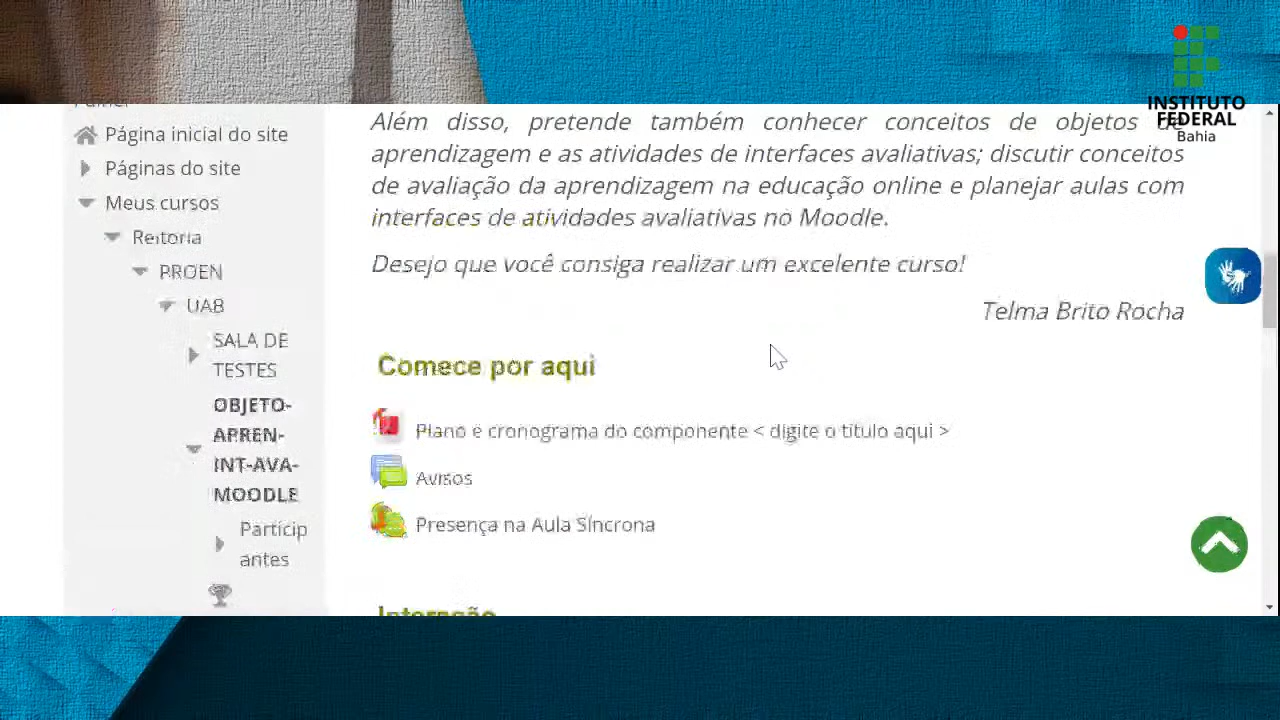 INSTITUTO
FEDERAL
Bahia
Painel
Página inicial do site
Páginas do site
Meus cursos
Reitoria
PROEN
UAB
SALA DE
TESTES
OBJETO-
APREN-
INT-AVA-
MOODLE
Particip
antes
Além disso, pretende também conhecer conceitos de objetos de
aprendizagem e as atividades de interfaces avaliativas; discutir conceitos
de avaliação da aprendizagem na educação online e planejar aulas com
interfaces de atividades avaliativas no Moodle.
Desejo que você consiga realizar um excelente curso!
Telma Brito Rocha
Comece por aqui
Plano e cronograma do componente < digite o título aqui >
Avisos
Presença na Aula Síncrona
Interação